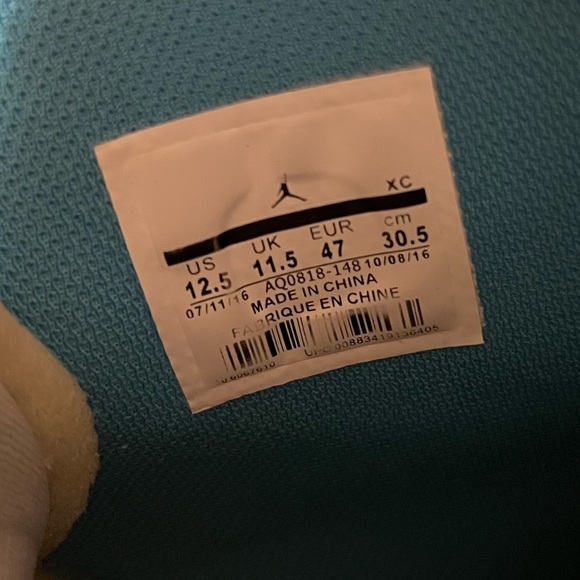 XC
US UK EUR cm
12.5 11.5 47 30.5
07/11/16 AQ0818-148 10/08/16
MADE IN CHINA
FABRIQUE EN CHINE